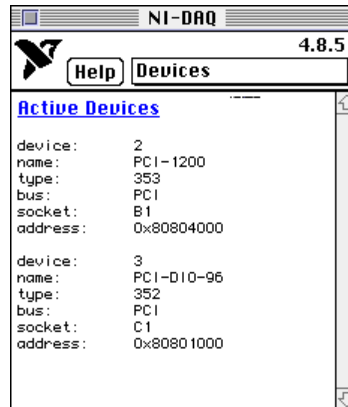 NI-DAQ
4.8.5
Help Devices
Active Devices
device: 2
name: PCI-1200
type: 353
bus: PCI
socket: B1
address: 0x80804000
device: 3
name: PCI-DIO-96
type: 352
bus: PCI
socket: C1
address: 0x80801000